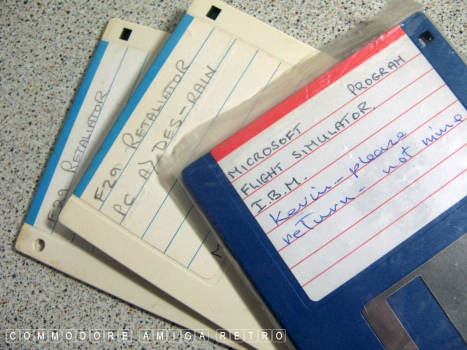 F29 RETALIATOR
F29 RETALIATOR
PC A) DES-RAIN
MICROSOFT PROGRAM
FLIGHT SIMULATOR
I.B.M.
Kevin - please
return - not mine
COMMODORE AMIGA RETRO